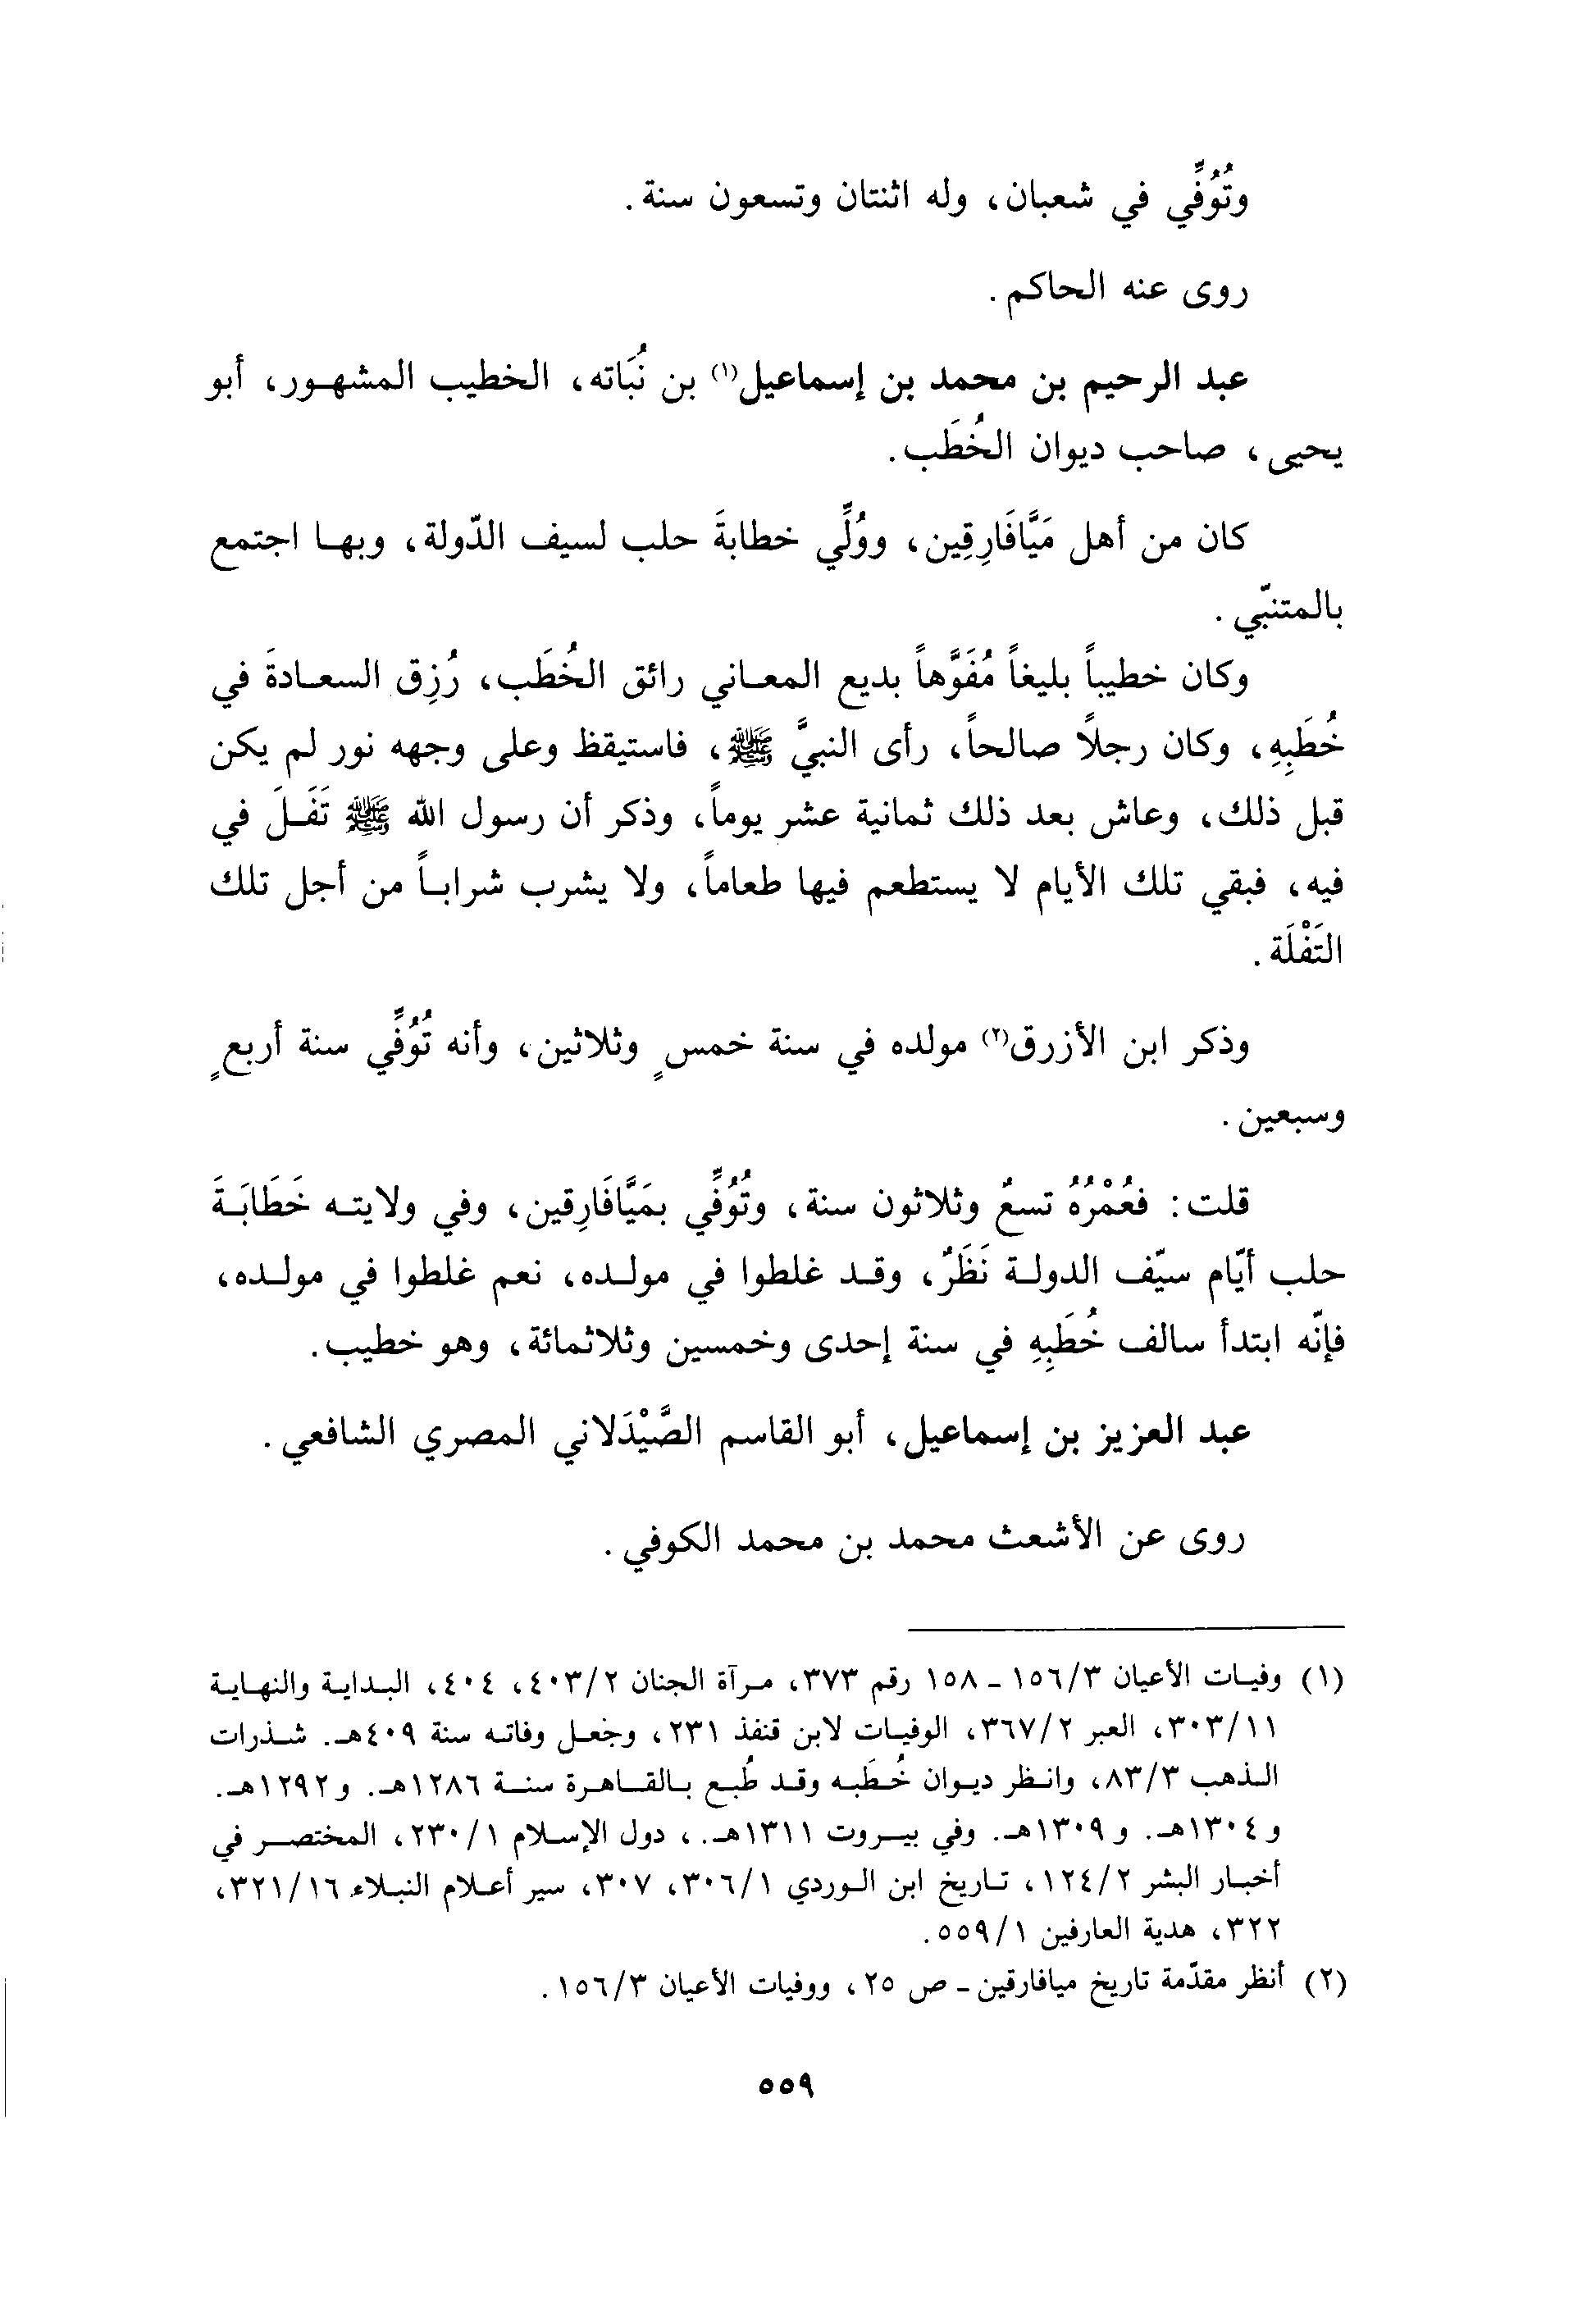 وتُوُفِّي في شعبان، وله اثنتان وتسعون سنة.
روى عنه الحاكم.
عبد الرحيم بن محمد بن إسماعيل(١) بن نُبَاته، الخطيب المشهور، أبو
يحيى، صاحب ديوان الخُطَب.
كان من أهل مَيَّافَارِقِين، ووُلِّي خطابةَ حلب لسيف الدّولة، وبها اجتمع
بالمتنبّي.
وكان خطيباً بليغاً مُفَوَّهاً بديع المعاني رائق الخُطَب، رُزِق السعادةَ في
خُطَبِهِ، وكان رجلاً صالحاً، رأى النبيَّ ﷺ، فاستيقظ وعلى وجهه نور لم يكن
قبل ذلك، وعاش بعد ذلك ثمانية عشر يوماً، وذكر أن رسول الله ﷺ تَفَلَ في
فيه، فبقي تلك الأيام لا يستطعم فيها طعاماً، ولا يشرب شراباً من أجل تلك
التَفْلَة.
وذكر ابن الأزرق(٢) مولده في سنة خمسٍ وثلاثين، وأنه تُوُفِّي سنة أربعٍ
وسبعين.
قلت: فعُمْرُهُ تسعٌ وثلاثون سنة، وتُوُفِّي بمَيَّافَارِقين، وفي ولايته خَطَابَةَ
حلب أيّام سيّف الدولة نَظَرٌ، وقد غلطوا في مولده، نعم غلطوا في مولده،
فإنّه ابتدأ سالف خُطَبِهِ في سنة إحدى وخمسين وثلاثمائة، وهو خطيب.
عبد العزيز بن إسماعيل، أبو القاسم الصَّيْدَلاني المصري الشافعي.
روى عن الأشعث محمد بن محمد الكوفي.
(١) وفيات الأعيان ١٥٦/٣ - ١٥٨ رقم ٣٧٣، مرآة الجنان ٤٠٣/٢، ٤٠٤، البداية والنهاية
٣٠٣/١١، العبر ٣٦٧/٢، الوفيات لابن قنفذ ٢٣١، وجعل وفاته سنة ٤٠٩هـ. شذرات
الذهب ٨٣/٣، وانظر ديوان خُطَبه وقد طُبع بالقاهرة سنة ١٢٨٦هـ. و١٢٩٢هـ.
و ١٣٠٤هـ. و ١٣٠٩هـ. وفي بيروت ١٣١١هـ.، دول الإسلام ٢٣٠/١، المختصر في
أخبار البشر ١٢٤/٢، تاريخ ابن الوردي ٣٠٦/١، ٣٠٧، سير أعلام النبلاء ٣٢١/١٦،
٣٢٢، هدية العارفين ٥٥٩/١.
(٢) أنظر مقدّمة تاريخ ميافارقين - ص ٢٥، ووفيات الأعيان ١٥٦/٣.
٥٥٩